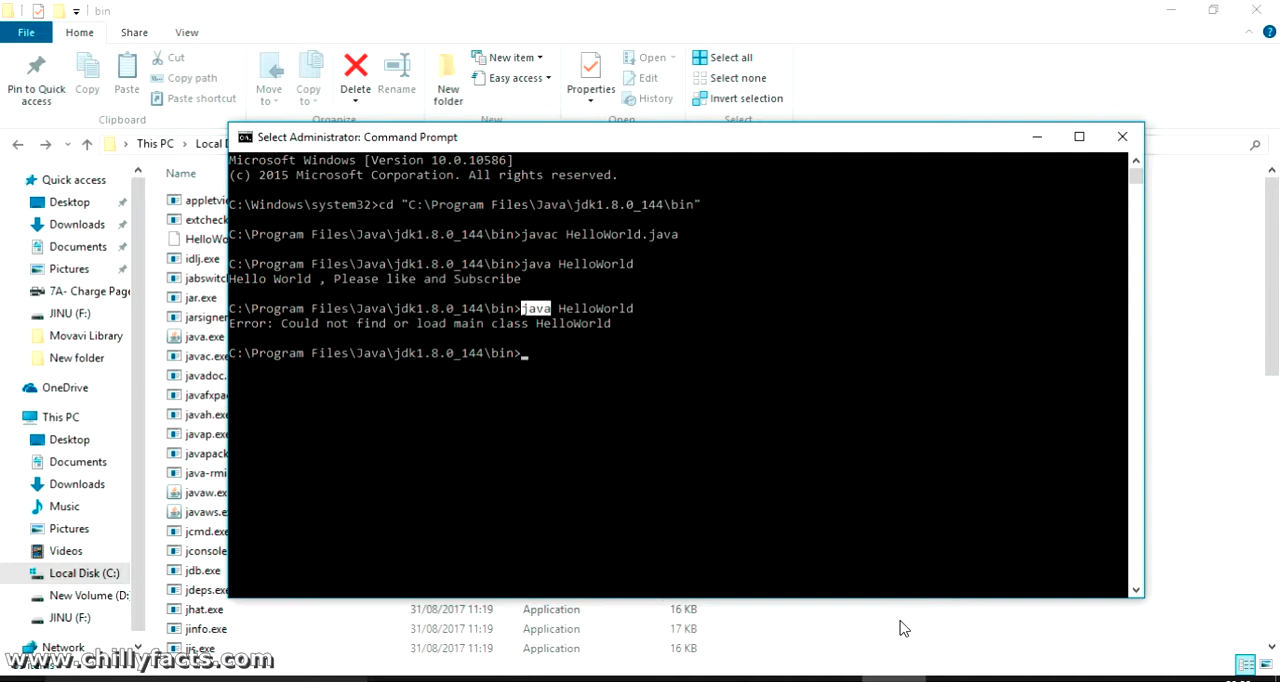 bin
File Home Share View
Pin to Quick access
Copy
Paste
Cut
Copy path
Paste shortcut
Clipboard
Move to
Copy to
Delete
Rename
Organize
New folder
New item
Easy access
New
Properties
Open
Edit
History
Open
Select all
Select none
Invert selection
Select
This PC
Local
Select Administrator: Command Prompt
Microsoft Windows [Version 10.0.10586]
(c) 2015 Microsoft Corporation. All rights reserved.
C:\Windows\system32>cd "C:\Program Files\Java\jdk1.8.0_144\bin"
C:\Program Files\Java\jdk1.8.0_144\bin>javac HelloWorld.java
C:\Program Files\Java\jdk1.8.0_144\bin>java HelloWorld
Hello World , Please like and Subscribe
C:\Program Files\Java\jdk1.8.0_144\bin>java HelloWorld
Error: Could not find or load main class HelloWorld
C:\Program Files\Java\jdk1.8.0_144\bin>
Quick access
Desktop
Downloads
Documents
Pictures
7A- Charge Page
JINU (F:)
Movavi Library
New folder
OneDrive
This PC
Desktop
Documents
Downloads
Music
Pictures
Videos
Local Disk (C:)
New Volume (D:
JINU (F:)
Network
Name
appletvi
extcheck
HelloWo
idlj.exe
jabswitc
jar.exe
jarsigner
java.exe
javac.exe
javadoc.
javafxpa
javah.exe
javap.exe
javapack
java-rmi
javaw.ex
javaws.e
jcmd.exe
jconsole
jdb.exe
jdeps.exe
jhat.exe 31/08/2017 11:19 Application 16 KB
jinfo.exe 31/08/2017 11:19 Application 17 KB
jjs.exe 31/08/2017 11:19 Application 16 KB
www.chillyfacts.com